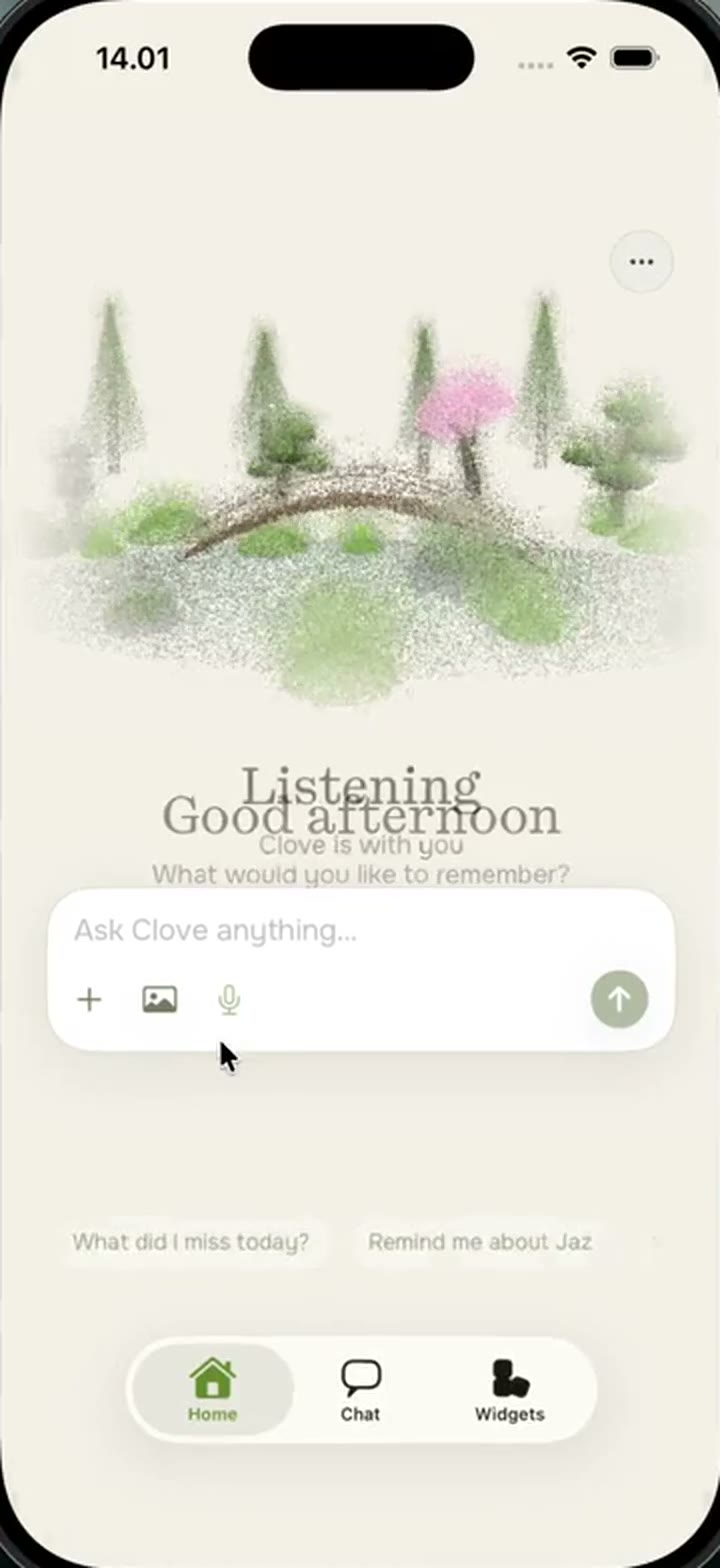 14.01
Listening
Good afternoon
Clove is with you
What would you like to remember?
Ask Clove anything...
What did I miss today?
Remind me about Jaz
Home
Chat
Widgets